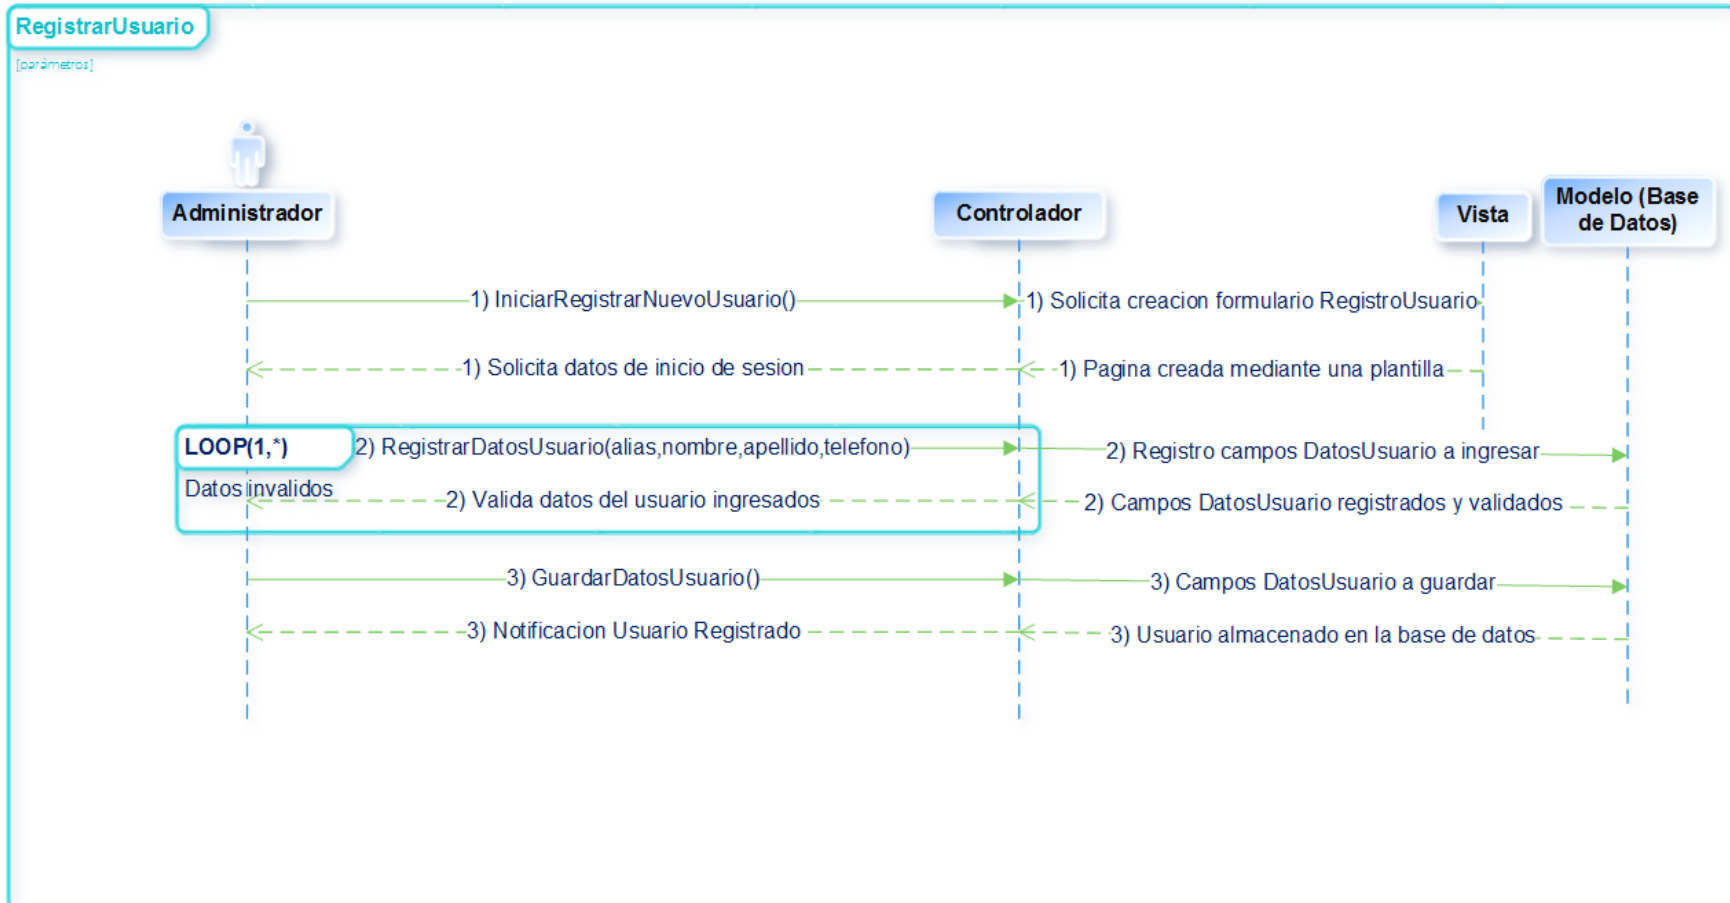 RegistrarUsuario
[parámetros]
Administrador
Controlador
Vista
Modelo (Base
de Datos)
1) IniciarRegistrarNuevoUsuario()
1) Solicita creacion formulario RegistroUsuario
1) Solicita datos de inicio de sesion
1) Pagina creada mediante una plantilla
LOOP(1,*)
2) RegistrarDatosUsuario(alias,nombre,apellido,telefono)
2) Registro campos DatosUsuario a ingresar
Datos invalidos
2) Valida datos del usuario ingresados
2) Campos DatosUsuario registrados y validados
3) GuardarDatosUsuario()
3) Campos DatosUsuario a guardar
3) Notificacion Usuario Registrado
3) Usuario almacenado en la base de datos